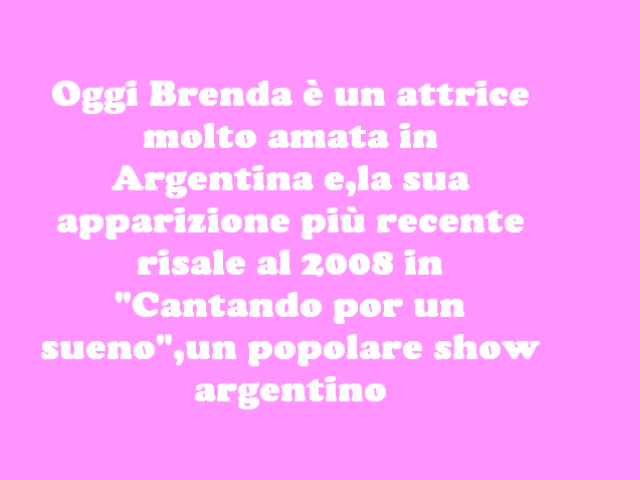 Oggi Brenda è un attrice
molto amata in
Argentina e,la sua
apparizione più recente
risale al 2008 in
"Cantando por un
sueno",un popolare show
argentino